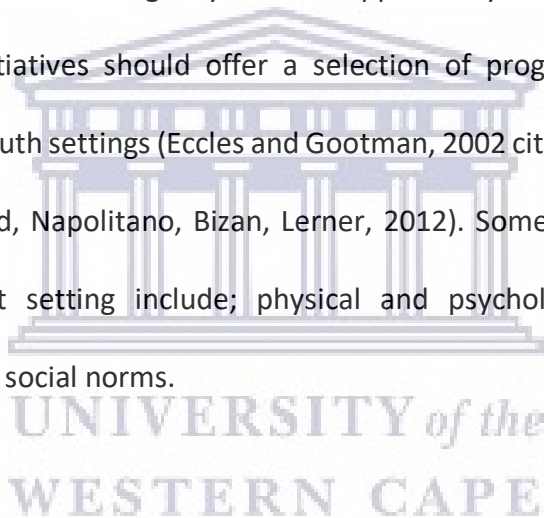 tiatives should offer a selection of prog
uth settings (Eccles and Gootman, 2002 cit
d, Napolitano, Bizan, Lerner, 2012). Some
t setting include; physical and psychol
social norms.
UNIVERSITY of the
WESTERN CAPE